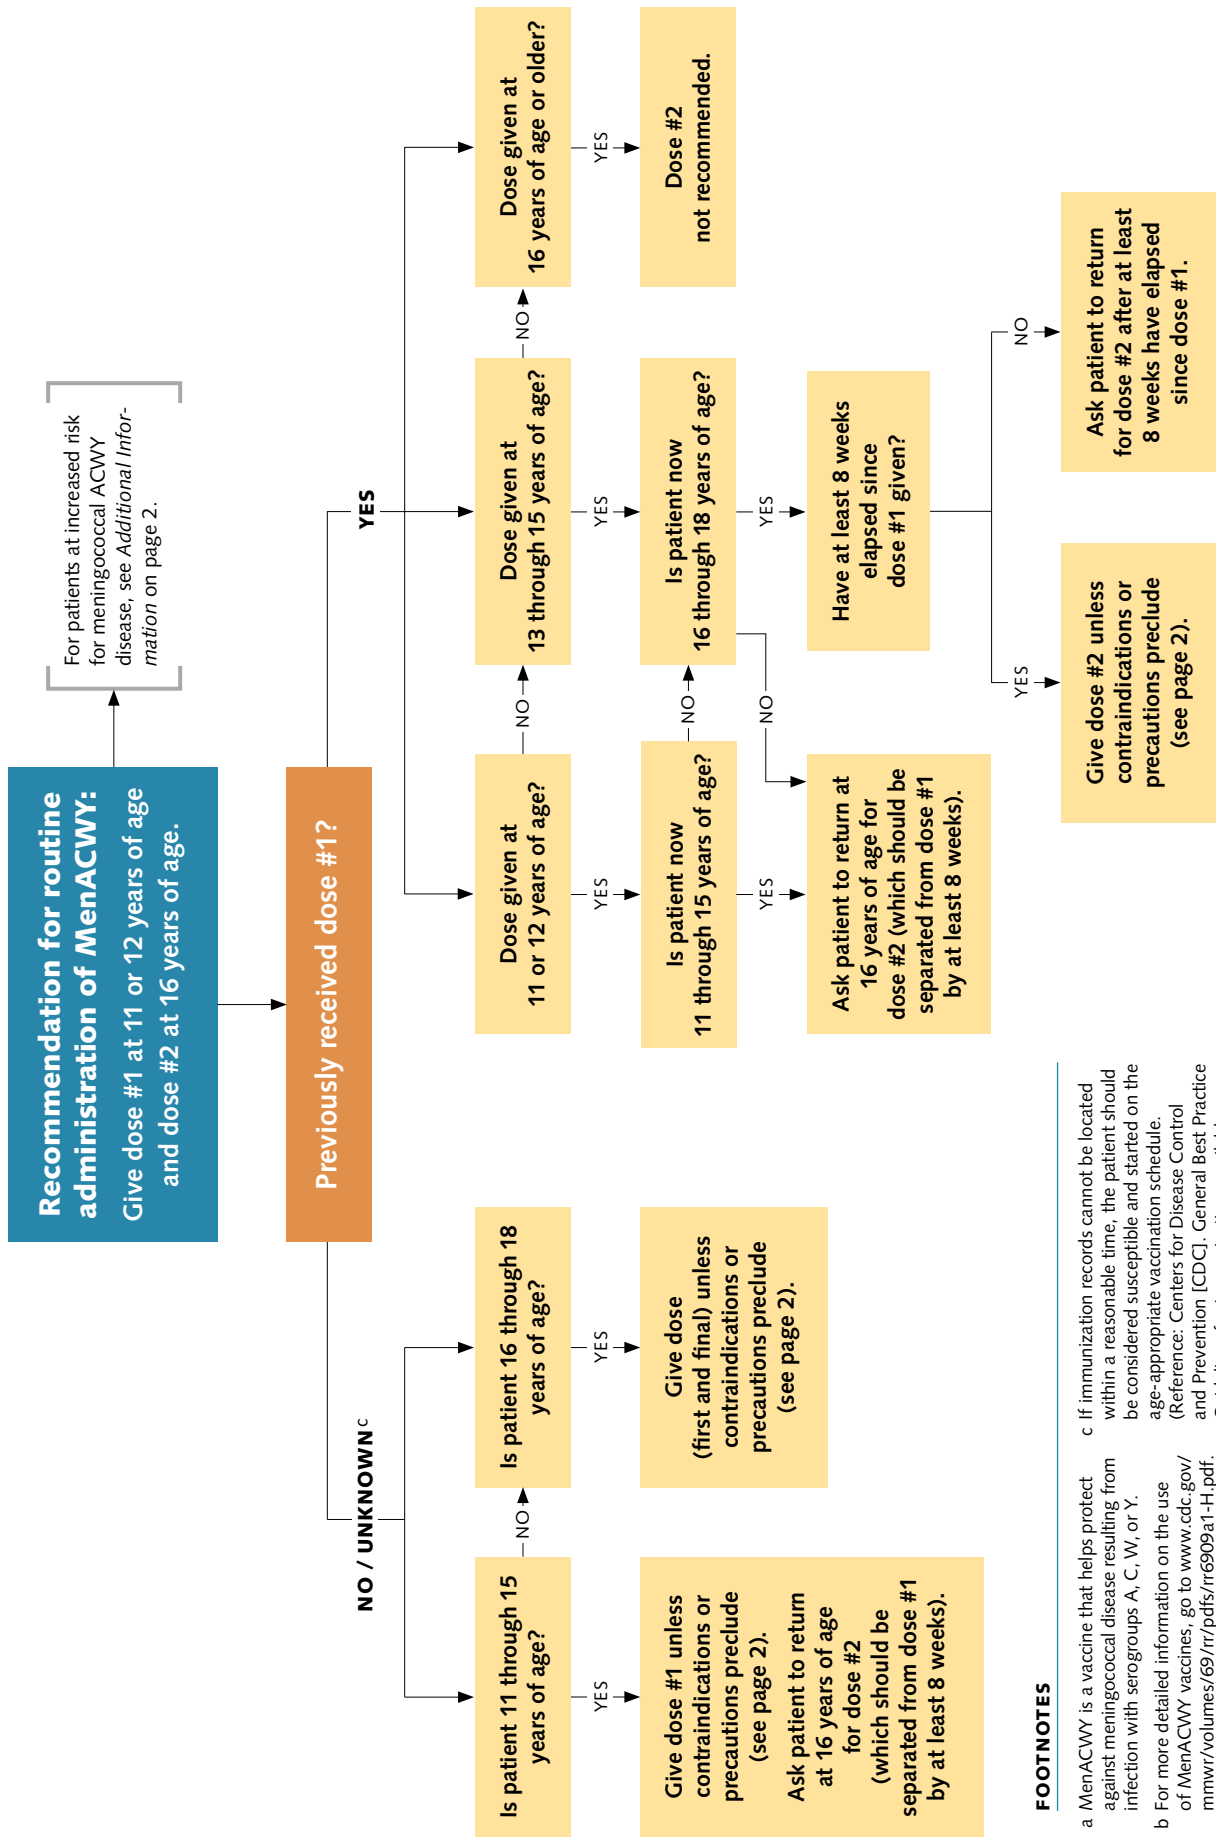 Recommendation for routine
administration of MenACWY:
Give dose #1 at 11 or 12 years of age
and dose #2 at 16 years of age.
For patients at increased risk
for meningococcal ACWY
disease, see Additional Infor-
mation on page 2.
Previously received dose #1?
NO / UNKNOWNc
YES
Is patient 11 through 15
years of age?
NO
Is patient 16 through 18
years of age?
YES
Give dose #1 unless
contraindications or
precautions preclude
(see page 2).
Ask patient to return
at 16 years of age
for dose #2
(which should be
separated from dose #1
by at least 8 weeks).
YES
Give dose
(first and final) unless
contraindications or
precautions preclude
(see page 2).
Dose given at
11 or 12 years of age?
NO
Dose given at
13 through 15 years of age?
NO
Dose given at
16 years of age or older?
YES
YES
YES
Is patient now
11 through 15 years of age?
NO
Is patient now
16 through 18 years of age?
Dose #2
not recommended.
YES
NO
YES
Ask patient to return at
16 years of age for
dose #2 (which should be
separated from dose #1
by at least 8 weeks).
Have at least 8 weeks
elapsed since
dose #1 given?
YES
NO
Give dose #2 unless
contraindications or
precautions preclude
(see page 2).
Ask patient to return
for dose #2 after at least
8 weeks have elapsed
since dose #1.
FOOTNOTES
a MenACWY is a vaccine that helps protect
against meningococcal disease resulting from
infection with serogroups A, C, W, or Y.
b For more detailed information on the use
of MenACWY vaccines, go to www.cdc.gov/
mmwr/volumes/69/rr/pdfs/rr6909a1-H.pdf.
c If immunization records cannot be located
within a reasonable time, the patient should
be considered susceptible and started on the
age-appropriate vaccination schedule.
(Reference: Centers for Disease Control
and Prevention [CDC]. General Best Practice